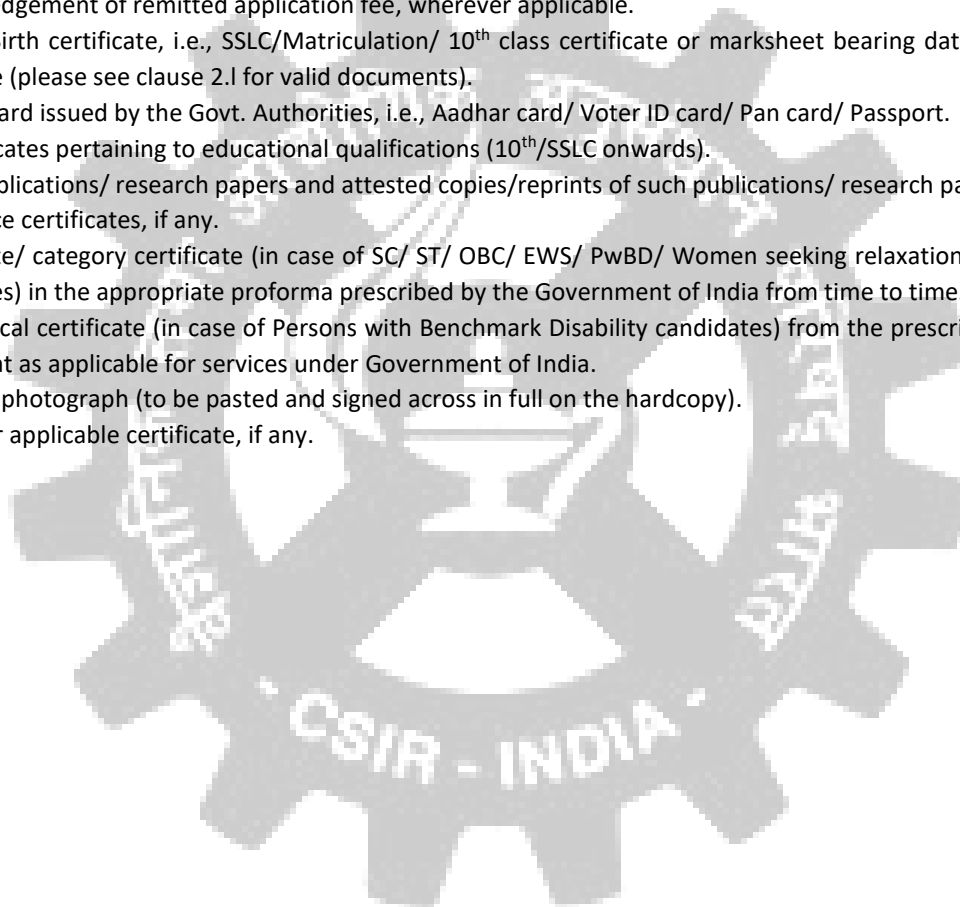 edgement of remitted application fee, wherever applicable.
Birth certificate, i.e., SSLC/Matriculation/ 10th class certificate or marksheet bearing dat
e (please see clause 2.l for valid documents).
ard issued by the Govt. Authorities, i.e., Aadhar card/ Voter ID card/ Pan card/ Passport.
cates pertaining to educational qualifications (10th/SSLC onwards).
blications/ research papers and attested copies/reprints of such publications/ research pa
ce certificates, if any.
te/ category certificate (in case of SC/ ST/ OBC/ EWS/ PwBD/ Women seeking relaxation
es) in the appropriate proforma prescribed by the Government of India from time to time.
ical certificate (in case of Persons with Benchmark Disability candidates) from the prescri
nt as applicable for services under Government of India.
photograph (to be pasted and signed across in full on the hardcopy).
r applicable certificate, if any.
- CSIR - INDIA -